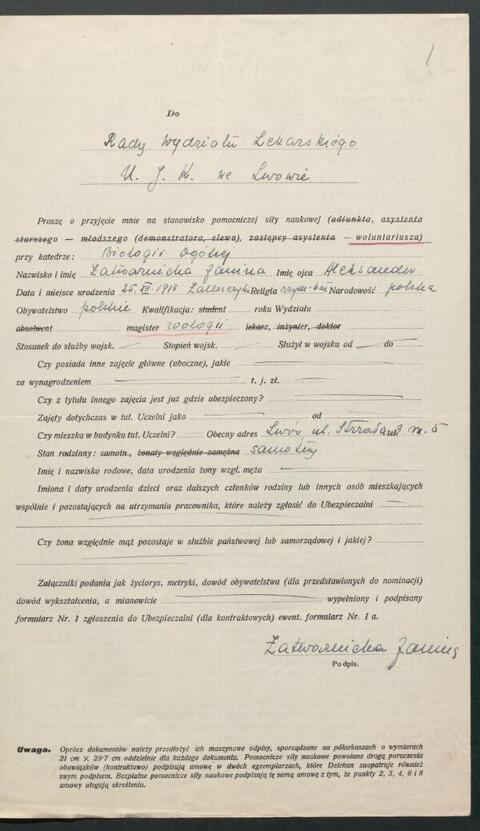 1
Do
Rady Wydziału Lekarskiego
U. J. K. we Lwowie
Proszę o przyjęcie mnie na stanowisko pomocniczej siły naukowej (adiunkta, asystenta
starszego — młodszego (demonstratora, elewa), zastępcy asystenta — woluntariusza)
przy katedrze: Biologii Ogólnej
Nazwisko i imię Zatwarnicka Janina Imię ojca Aleksander
Data i miejsce urodzenia 25. III. 1913 Zaleszczyki Religia rzym-kat Narodowość polska
Obywatelstwo polskie Kwalifikacja: student roku Wydziału
absolwent magister zoologii lekarz, inżynier, doktor
Stosunek do służby wojsk. Stopień wojsk. Służył w wojsku od — do —
Czy posiada inne zajęcie główne (uboczne), jakie
za wynagrodzeniem t. j. zł.
Czy z tytułu innego zajęcia jest już gdzie ubezpieczony?
Zajęty dotychczas w tut. Uczelni jako od
Czy mieszka w budynku tut. Uczelni? Obecny adres Lwów, ul. m. 5
Stan rodzinny: samotn., żonaty względnie zamężna samotny
Imię i nazwisko rodowe, data urodzenia żony wzgl. męża
Imiona i daty urodzenia dzieci oraz dalszych członków rodziny lub innych osób mieszkających
wspólnie i pozostających na utrzymaniu pracownika, które należy zgłosić do Ubezpieczalni
Czy żona względnie mąż pozostaje w służbie państwowej lub samorządowej i jakiej?
Załączniki podania jak życiorys, metryki, dowód obywatelstwa (dla przedstawionych do nominacji)
dowód wykształcenia, a mianowicie wypełniony i podpisany
formularz Nr. 1 zgłoszenia do Ubezpieczalni (dla kontraktowych) ewent. formularz Nr. 1 a.
Zatwarnicka Janina
Podpis.
Uwaga. Oprócz dokumentów należy przedłożyć ich maszynowe odpisy, sporządzone na półarkuszach o wymiarach
21 cm × 29·7 cm oddzielnie dla każdego dokumentu. Pomocnicze siły naukowe powołane drogą poruczenia
obowiązków (kontraktowo) podpisują umowę w dwóch egzemplarzach, które Dziekan zaopatruje również
swym podpisem. Bezpłatne pomocnicze siły naukowe podpisują tę samą umowę z tym, że punkty 2, 3, 4, 6 i 8
umowy ulegają skreśleniu.